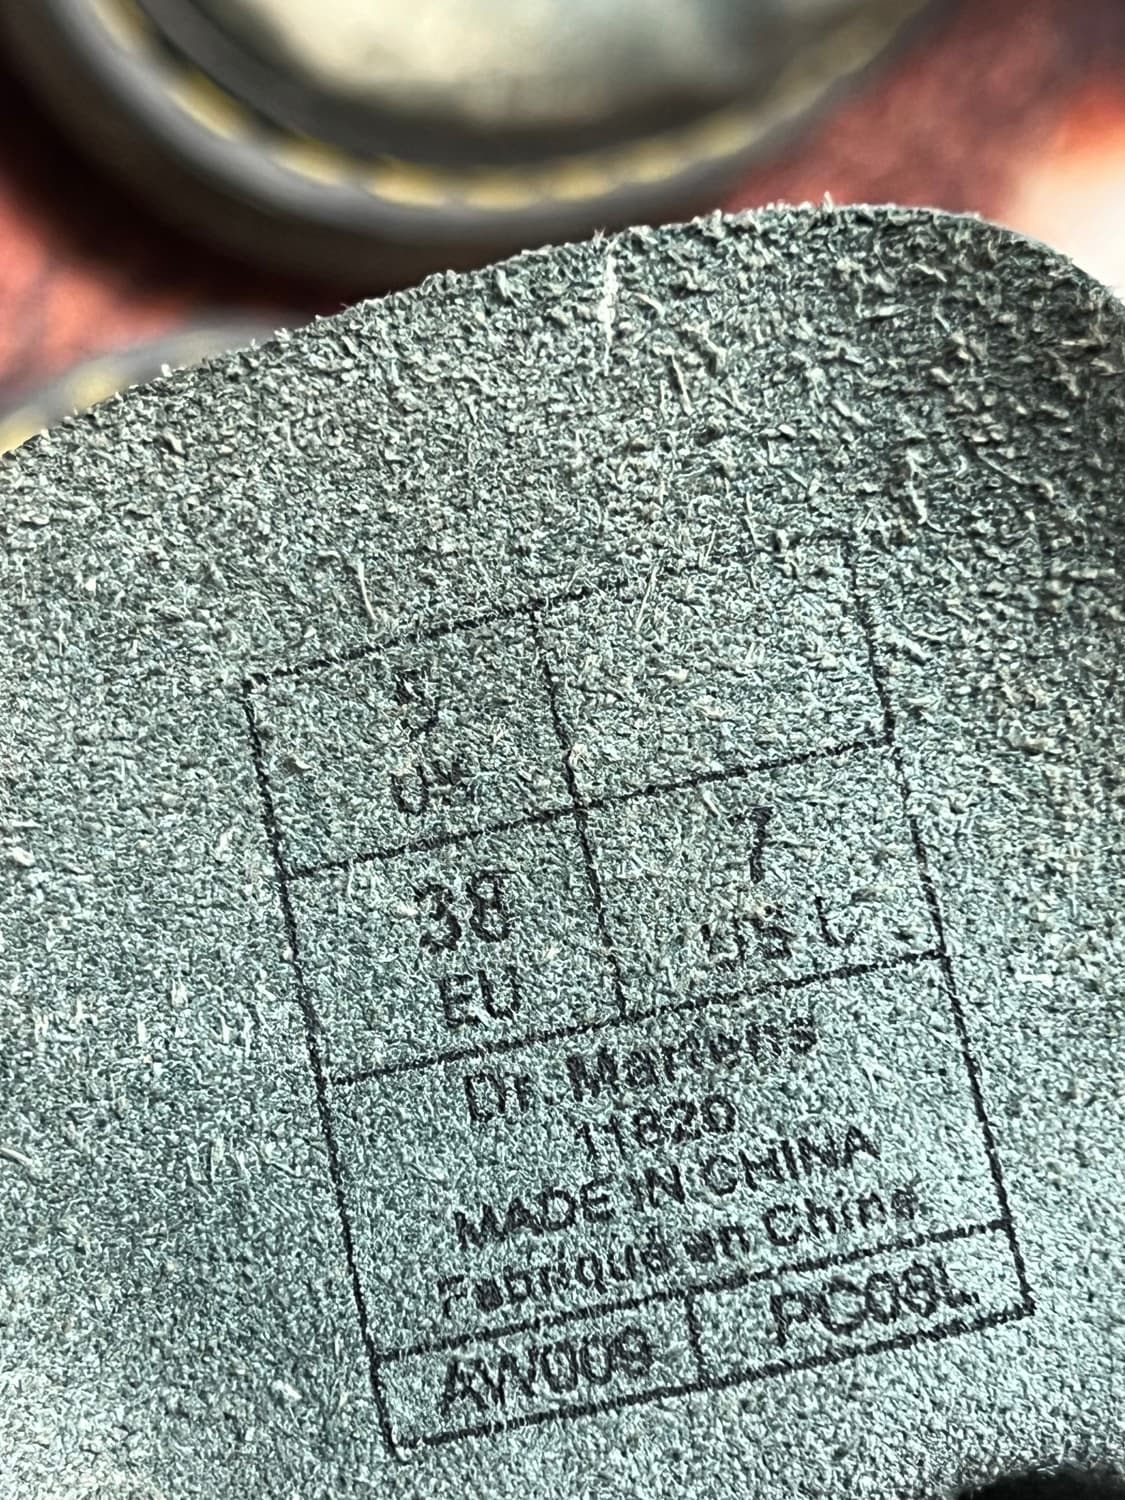 5
UK
38
EU
7
US L
Dr. Martens
11820
MADE IN CHINA
Fabriqué en Chine
AW009
PC08L